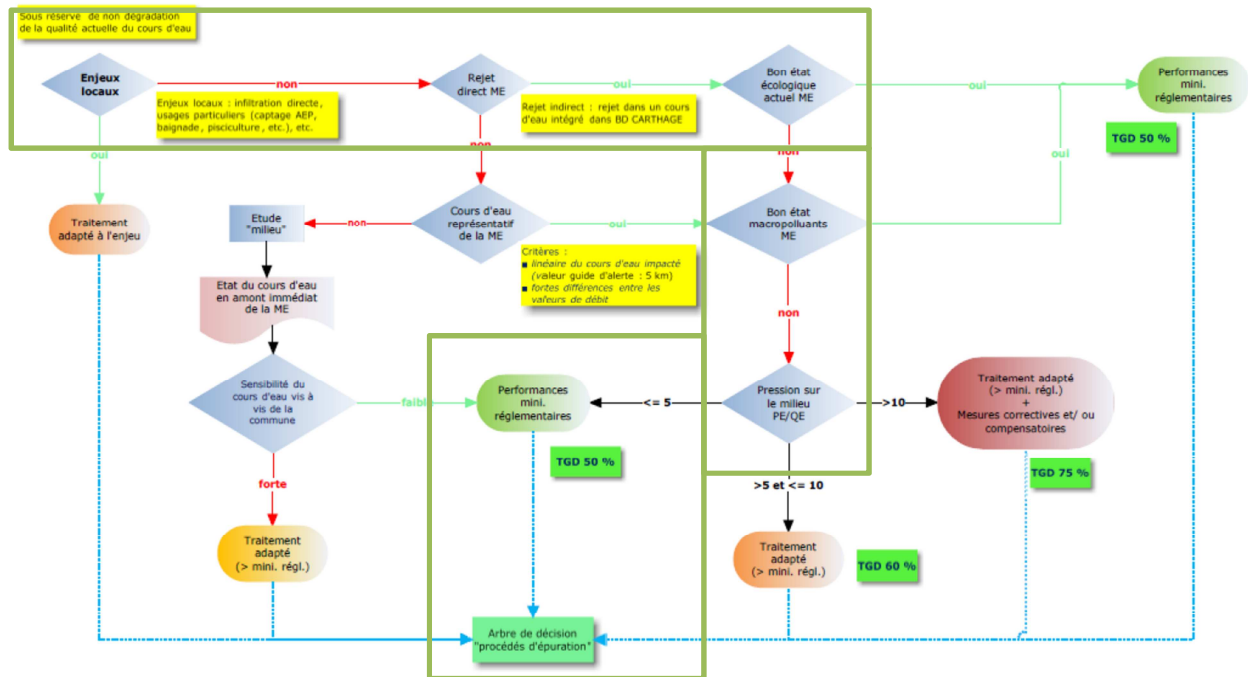 Sous réserve de non dégradation
de la qualité actuelle du cours d'eau
Enjeux
locaux
non
Rejet
direct ME
oui
Bon état
écologique
actuel ME
oui
Performances
mini.
réglementaires
Enjeux locaux : infiltration directe,
usages particuliers (captage AEP,
baignade, pisciculture, etc.), etc.
Rejet indirect : rejet dans un cours
d'eau intégré dans BD CARTHAGE
TGD 50 %
oui
non
non
oui
Traitement
adapté à l'enjeu
Etude
"milieu"
non
Cours d'eau
représentatif
de la ME
oui
Bon état
macropolluants
ME
Critères :
▪ linéaire du cours d'eau impacté
(valeur guide d'alerte : 5 km)
▪ fortes différences entre les
valeurs de débit
Etat du cours d'eau
en amont immédiat
de la ME
non
Sensibilité du
cours d'eau vis à
vis de la
commune
faible
Performances
mini.
réglementaires
<= 5
Pression sur
le milieu
PE/QE
>10
Traitement adapté
(> mini. régl.)
+
Mesures correctives et/ ou
compensatoires
TGD 50 %
TGD 75 %
forte
>5 et <= 10
Traitement
adapté
(> mini. régl.)
Traitement
adapté
(> mini. régl.)
TGD 60 %
Arbre de décision
"procédés d'épuration"